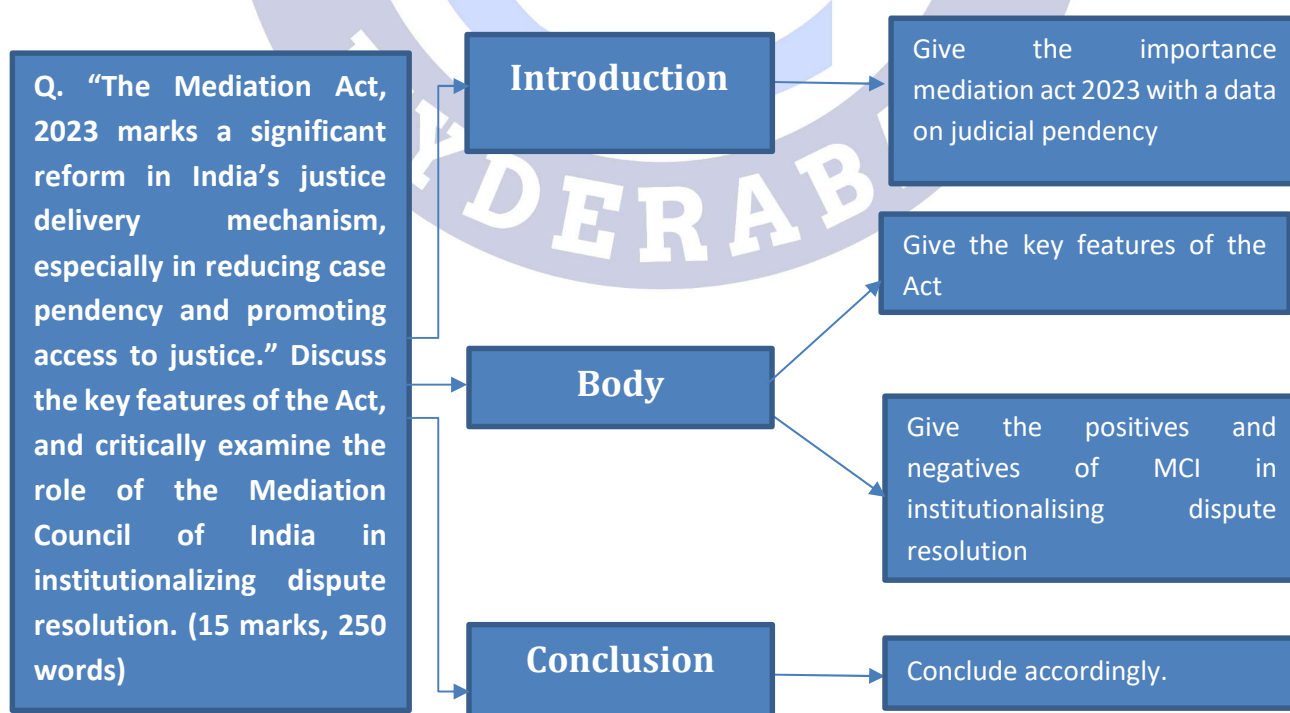 Q. “The Mediation Act,
2023 marks a significant
reform in India’s justice
delivery mechanism,
especially in reducing case
pendency and promoting
access to justice.” Discuss
the key features of the Act,
and critically examine the
role of the Mediation
Council of India in
institutionalizing dispute
resolution. (15 marks, 250
words)
Introduction
Give the importance
mediation act 2023 with a data
on judicial pendency
Body
Give the key features of the
Act
Give the positives and
negatives of MCI in
institutionalising dispute
resolution
Conclusion
Conclude accordingly.
YDERAB